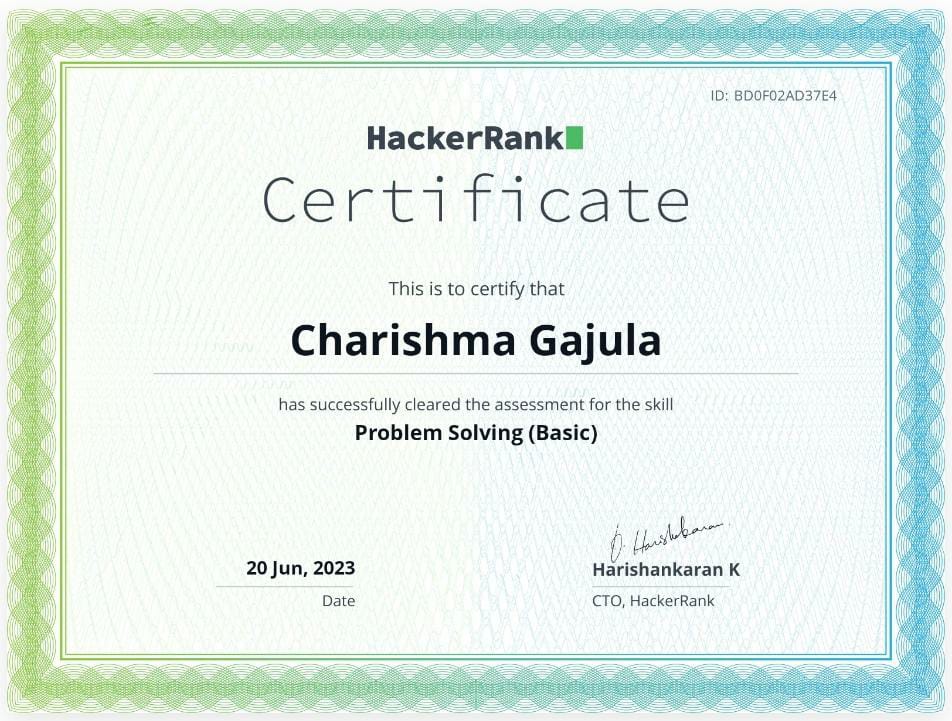 ID: BD0F02AD37E4
HackerRank
Certificate
This is to certify that
Charishma Gajula
has successfully cleared the assessment for the skill
Problem Solving (Basic)
20 Jun, 2023
Date
Harishankaran K
CTO, HackerRank